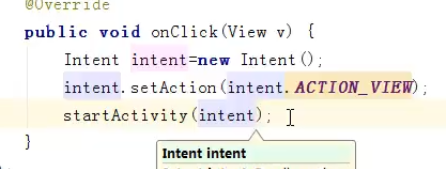 @Override
public void onClick(View v) {
Intent intent=new Intent();
intent.setAction(intent.ACTION_VIEW);
startActivity(intent);
}
Intent intent